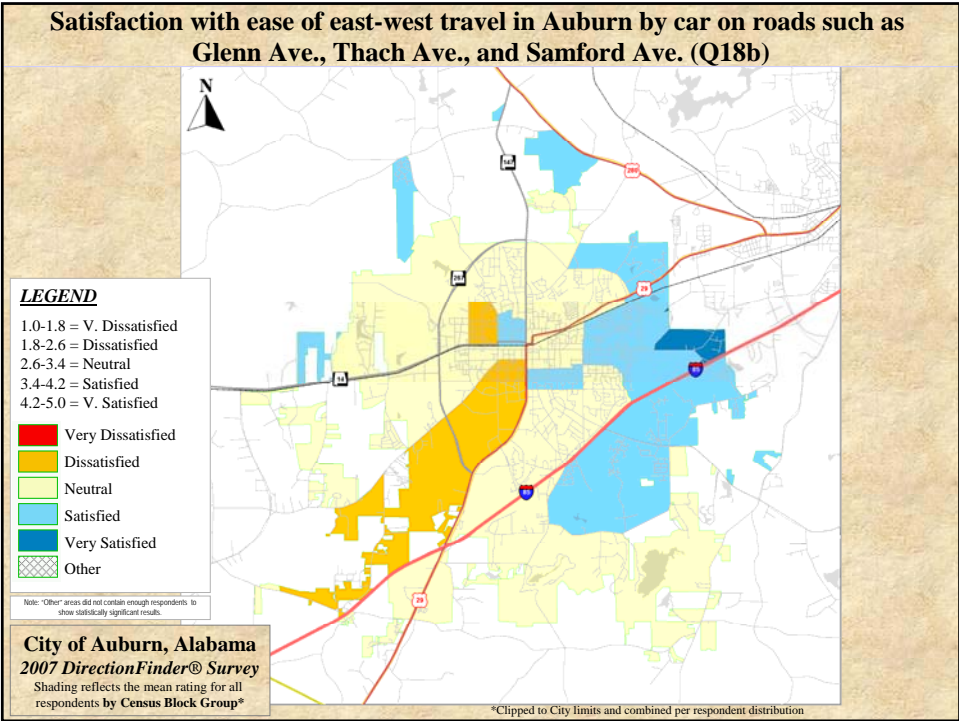 Satisfaction with ease of east-west travel in Auburn by car on roads such as
Glenn Ave., Thach Ave., and Samford Ave. (Q18b)
N
147
280
267
29
14
85
85
29
LEGEND
1.0-1.8 = V. Dissatisfied
1.8-2.6 = Dissatisfied
2.6-3.4 = Neutral
3.4-4.2 = Satisfied
4.2-5.0 = V. Satisfied
Very Dissatisfied
Dissatisfied
Neutral
Satisfied
Very Satisfied
Other
Note: "Other" areas did not contain enough respondents to
show statistically significant results.
City of Auburn, Alabama
2007 DirectionFinder® Survey
Shading reflects the mean rating for all
respondents by Census Block Group*
*Clipped to City limits and combined per respondent distribution